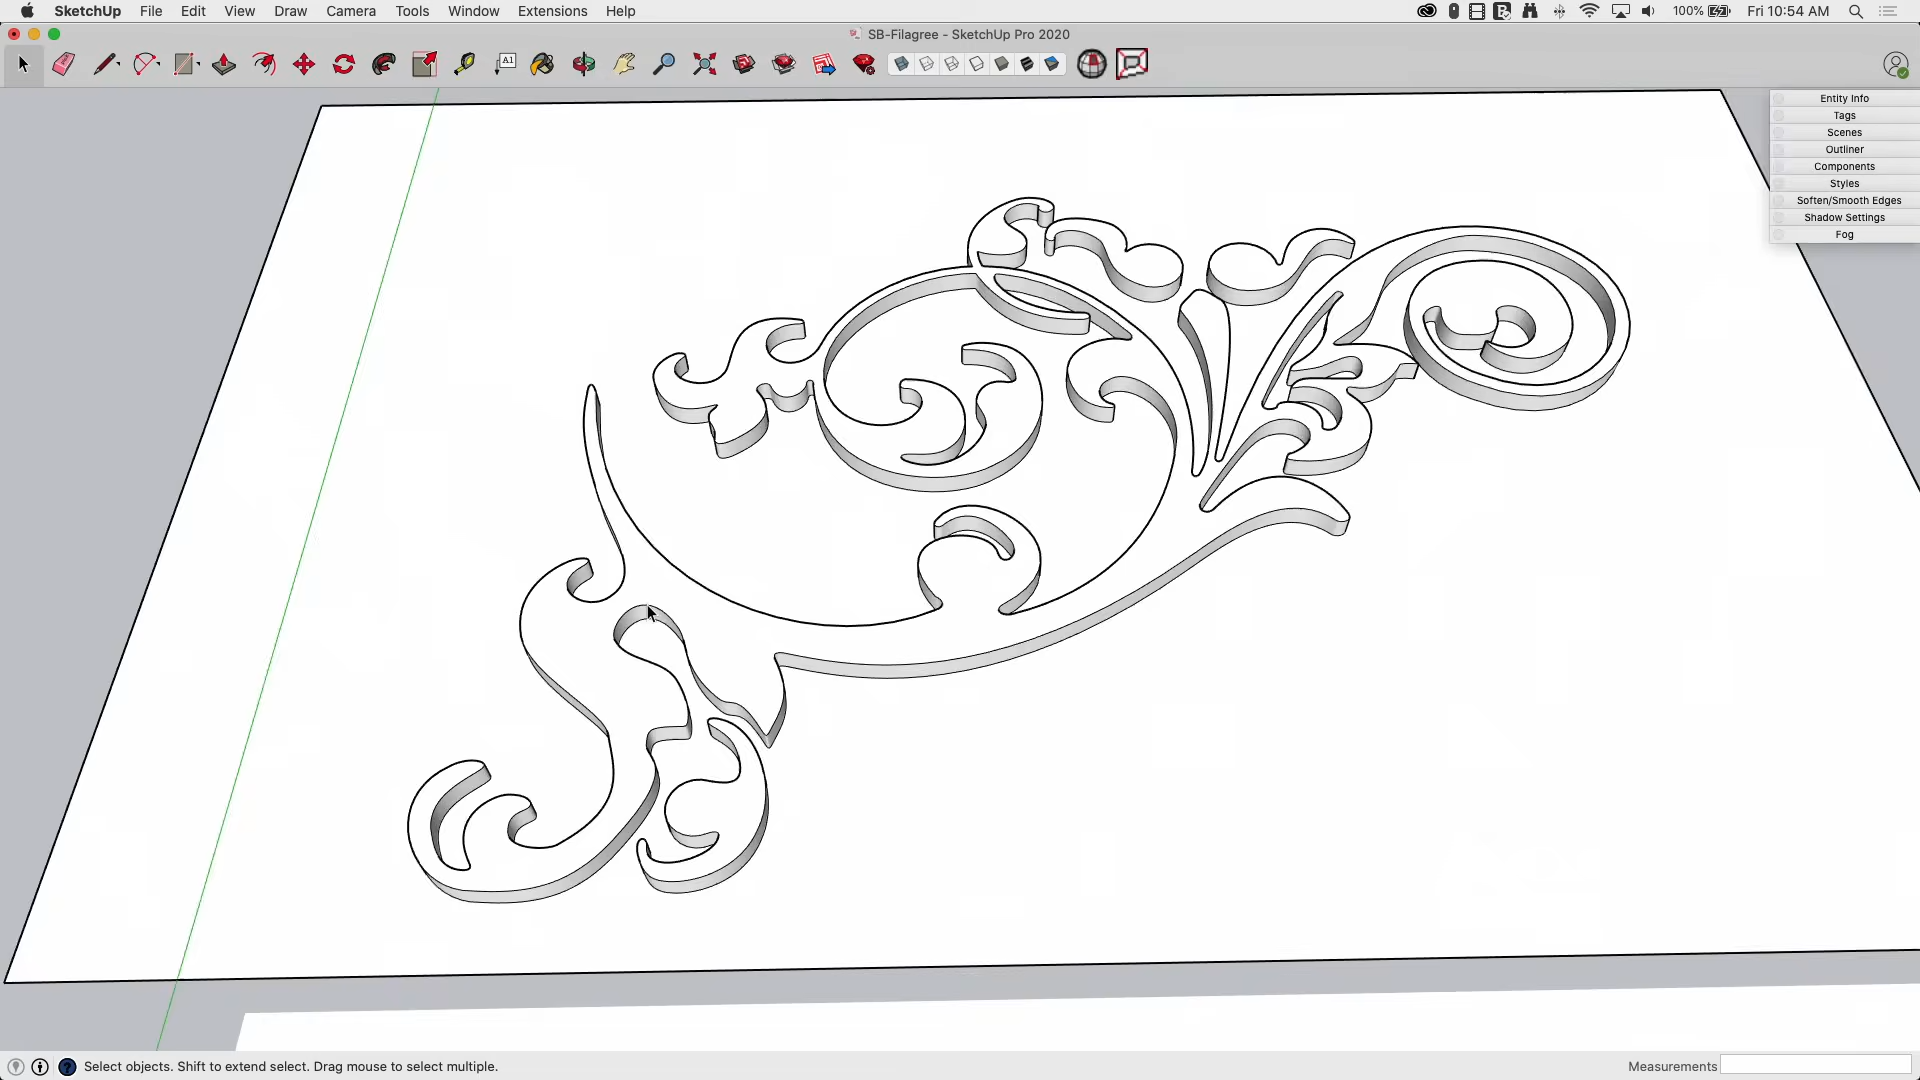 SketchUp File Edit View Draw Camera Tools Window Extensions Help 100% Fri 10:54 AM
SB-Filagree - SketchUp Pro 2020
A1
Entity Info
Tags
Scenes
Outliner
Components
Styles
Soften/Smooth Edges
Shadow Settings
Fog
Select objects. Shift to extend select. Drag mouse to select multiple. Measurements